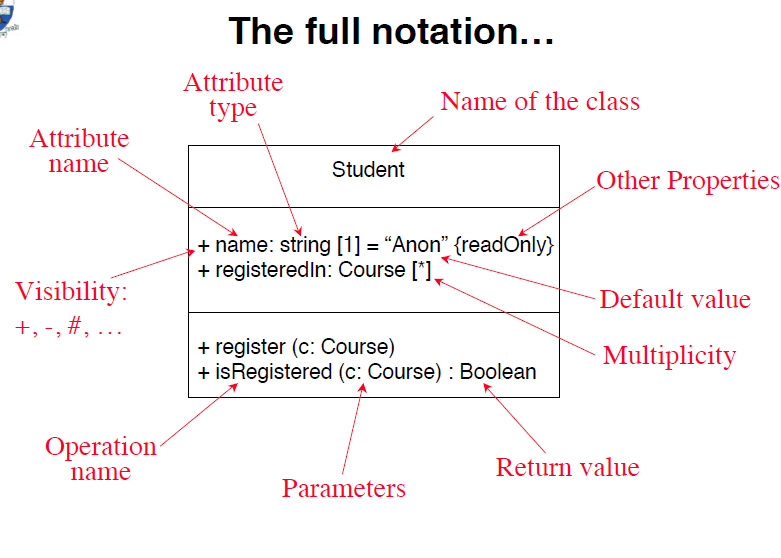 The full notation…
Attribute
type
Name of the class
Attribute
name
Student
Other Properties
+ name: string [1] = “Anon” {readOnly}
+ registeredIn: Course [*]
Visibility:
+, -, #, …
Default value
Multiplicity
+ register (c: Course)
+ isRegistered (c: Course) : Boolean
Operation
name
Parameters
Return value